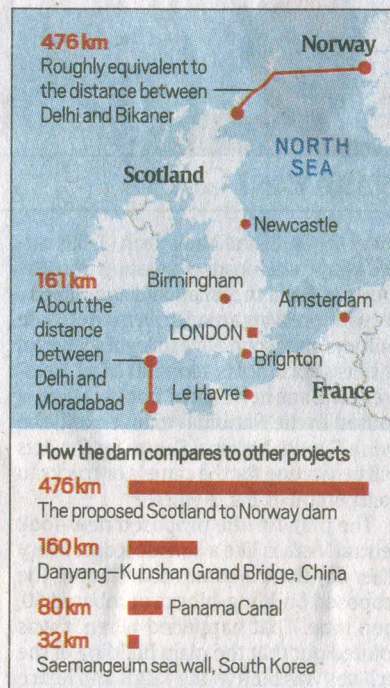 476 km
Roughly equivalent to
the distance between
Delhi and Bikaner
Norway
NORTH
SEA
Scotland
Newcastle
161 km
About the
distance
between
Delhi and
Moradabad
Birmingham
Amsterdam
LONDON
Brighton
Le Havre
France
How the dam compares to other projects
476 km
The proposed Scotland to Norway dam
160 km
Danyang–Kunshan Grand Bridge, China
80 km Panama Canal
32 km
Saemangeum sea wall, South Korea